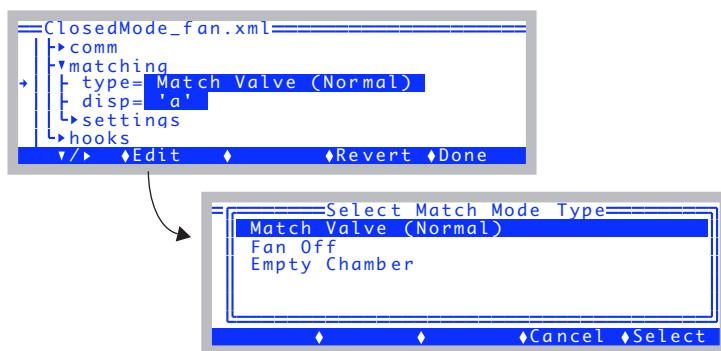 ClosedMode_fan.xml
comm
matching
type= Match Valve (Normal)
disp= 'a'
settings
hooks
▼/▶ ♦Edit ♦ ♦Revert ♦Done
Select Match Mode Type
Match Valve (Normal)
Fan Off
Empty Chamber
♦ ♦ ♦Cancel ♦Select